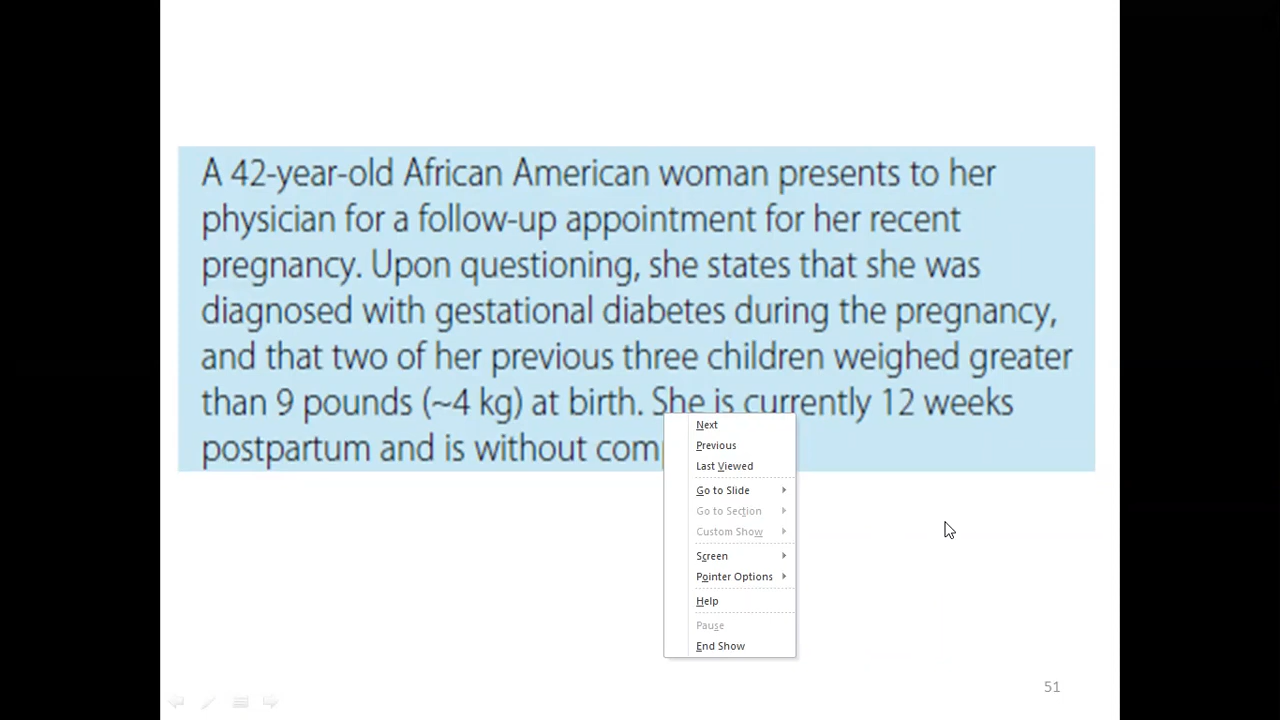 A 42-year-old African American woman presents to her
physician for a follow-up appointment for her recent
pregnancy. Upon questioning, she states that she was
diagnosed with gestational diabetes during the pregnancy,
and that two of her previous three children weighed greater
than 9 pounds (~4 kg) at birth. She is currently 12 weeks
postpartum and is without
Next
Previous
Last Viewed
Go to Slide
Go to Section
Custom Show
Screen
Pointer Options
Help
Pause
End Show
51